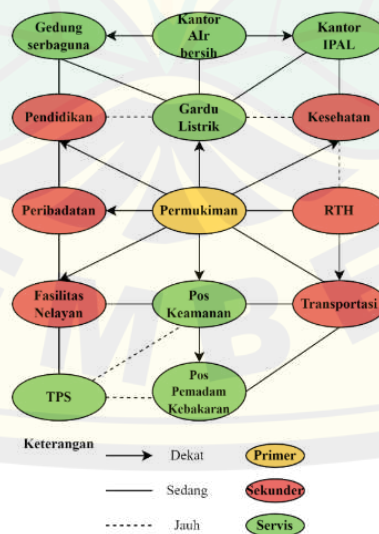 Gedung
serbaguna
Kantor
AIr
bersih
Kantor
IPAL
Pendidikan
Gardu
Listrik
Kesehatan
Peribadatan
Permukiman
RTH
Fasilitas
Nelayan
Pos
Keamanan
Transportasi
TPS
Pos
Pemadam
Kebakaran
Keterangan
Dekat
Primer
Sedang
Sekunder
Jauh
Servis